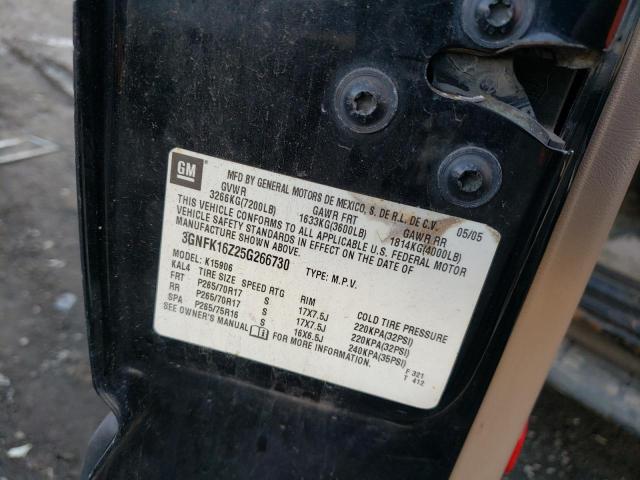 GM
MFD BY GENERAL MOTORS DE MEXICO, S. DE R.L. DE C.V.
05/05
GVWR GAWR FRT GAWR RR
3266KG(7200LB) 1633KG(3600LB) 1814KG(4000LB)
THIS VEHICLE CONFORMS TO ALL APPLICABLE U.S. FEDERAL MOTOR
VEHICLE SAFETY STANDARDS IN EFFECT ON THE DATE OF
MANUFACTURE SHOWN ABOVE.
3GNFK16Z25G266730 TYPE: M.P.V.
MODEL: K15906
KAL4 TIRE SIZE SPEED RTG RIM COLD TIRE PRESSURE
FRT P265/70R17 S 17X7.5J 220KPA(32PSI)
RR P265/70R17 S 17X7.5J 220KPA(32PSI)
SPA P265/75R16 S 16X6.5J 240KPA(35PSI)
SEE OWNER'S MANUAL FOR MORE INFORMATION.
F 321
T 412